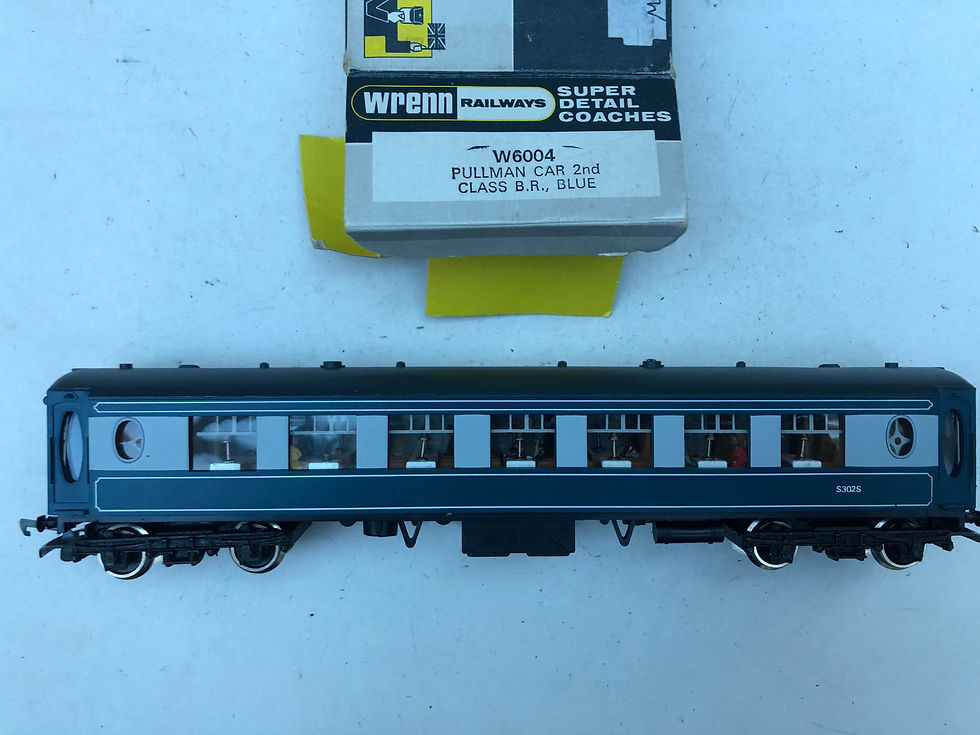 wrenn RAILWAYS
SUPER
DETAIL
COACHES
W6004
PULLMAN CAR 2nd
CLASS B.R., BLUE
S302S